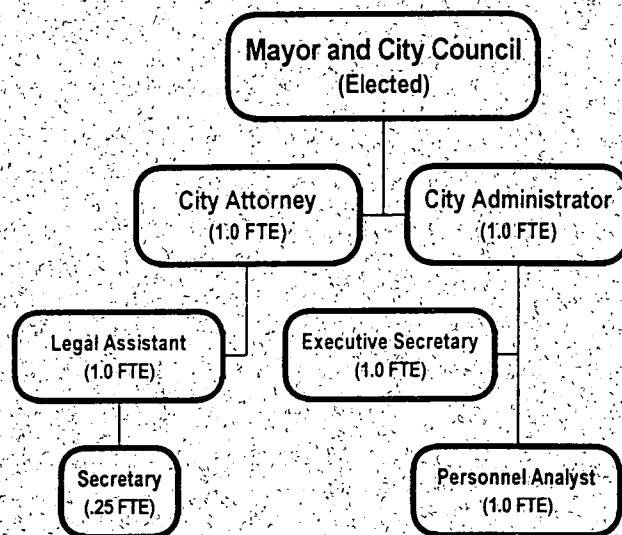 Mayor and City Council
(Elected)
City Attorney
(1.0 FTE)
City Administrator
(1.0 FTE)
Legal Assistant
(1.0 FTE)
Executive Secretary
(1.0 FTE)
Secretary
(.25 FTE)
Personnel Analyst
(1.0 FTE)